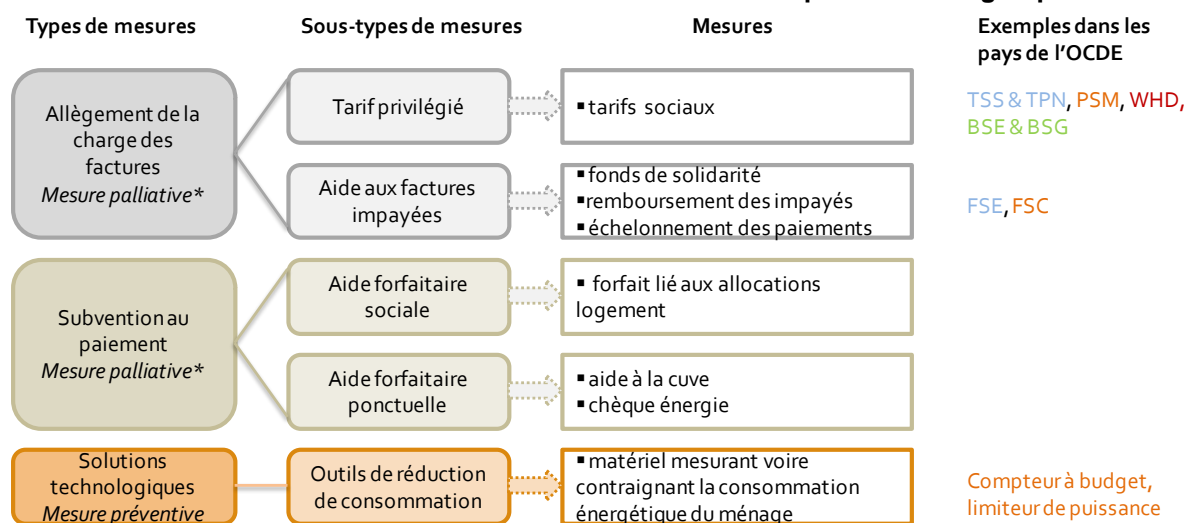 Types de mesures
Sous-types de mesures
Mesures
Exemples dans les
pays de l'OCDE
Allègement de la
charge des
factures
Mesure palliative*
Tarif privilégié
▪ tarifs sociaux
TSS & TPN, PSM, WHD,
BSE & BSG
Aide aux factures
impayées
▪ fonds de solidarité
▪ remboursement des impayés
▪ échelonnement des paiements
FSE, FSC
Subvention au
paiement
Mesure palliative*
Aide forfaitaire
sociale
▪ forfait lié aux allocations
logement
Aide forfaitaire
ponctuelle
▪ aide à la cuve
▪ chèque énergie
Solutions
technologiques
Mesure préventive
Outils de réduction
de consommation
▪ matériel mesurant voire
contraignant la consommation
énergétique du ménage
Compteur à budget,
limiteur de puissance